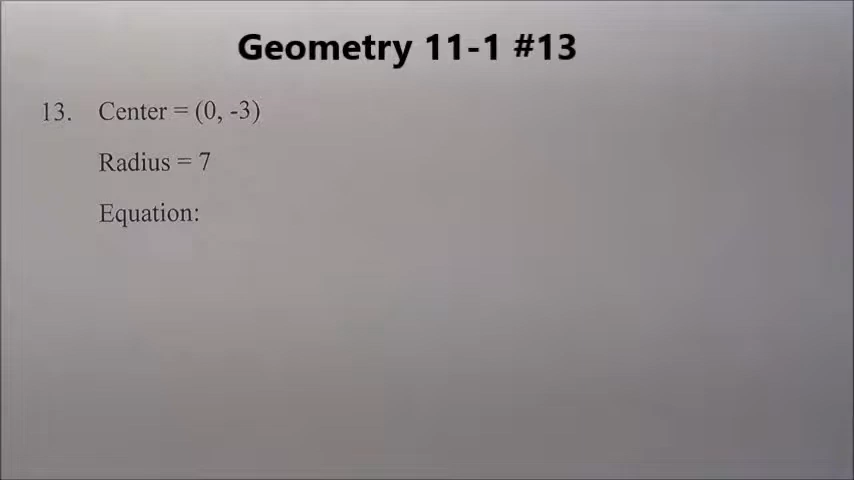 Geometry 11-1 #13
13. Center = (0, -3)
Radius = 7
Equation: